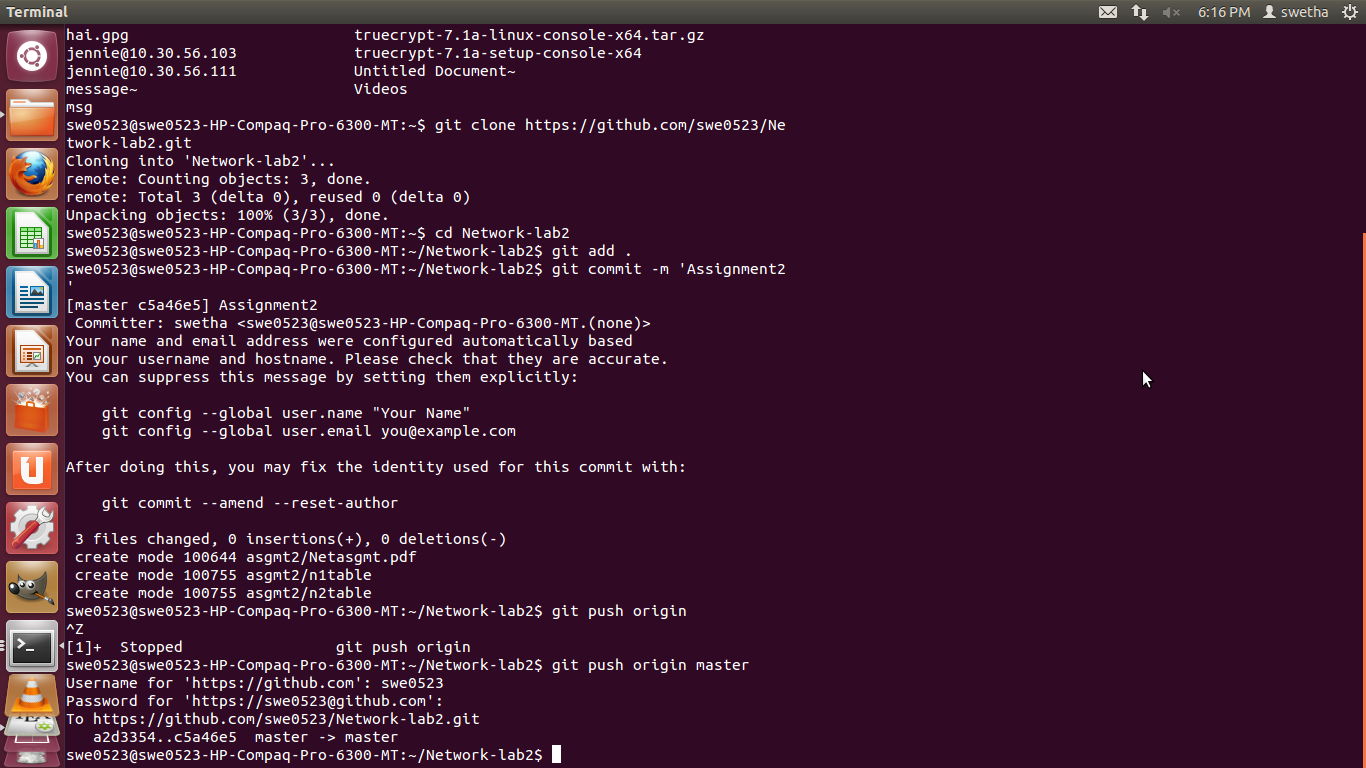 Terminal 6:16 PM swetha
hai.gpg truecrypt-7.1a-linux-console-x64.tar.gz
jennie@10.30.56.103 truecrypt-7.1a-setup-console-x64
jennie@10.30.56.111 Untitled Document~
message~ Videos
msg
swe0523@swe0523-HP-Compaq-Pro-6300-MT:~$ git clone https://github.com/swe0523/Ne
twork-lab2.git
Cloning into 'Network-lab2'...
remote: Counting objects: 3, done.
remote: Total 3 (delta 0), reused 0 (delta 0)
Unpacking objects: 100% (3/3), done.
swe0523@swe0523-HP-Compaq-Pro-6300-MT:~$ cd Network-lab2
swe0523@swe0523-HP-Compaq-Pro-6300-MT:~/Network-lab2$ git add .
swe0523@swe0523-HP-Compaq-Pro-6300-MT:~/Network-lab2$ git commit -m 'Assignment2
'
[master c5a46e5] Assignment2
 Committer: swetha <swe0523@swe0523-HP-Compaq-Pro-6300-MT.(none)>
Your name and email address were configured automatically based
on your username and hostname. Please check that they are accurate.
You can suppress this message by setting them explicitly:
    git config --global user.name "Your Name"
    git config --global user.email you@example.com
After doing this, you may fix the identity used for this commit with:
    git commit --amend --reset-author
 3 files changed, 0 insertions(+), 0 deletions(-)
 create mode 100644 asgmt2/Netasgmt.pdf
 create mode 100755 asgmt2/n1table
 create mode 100755 asgmt2/n2table
swe0523@swe0523-HP-Compaq-Pro-6300-MT:~/Network-lab2$ git push origin
^Z
[1]+  Stopped                 git push origin
swe0523@swe0523-HP-Compaq-Pro-6300-MT:~/Network-lab2$ git push origin master
Username for 'https://github.com': swe0523
Password for 'https://swe0523@github.com':
To https://github.com/swe0523/Network-lab2.git
   a2d3354..c5a46e5  master -> master
swe0523@swe0523-HP-Compaq-Pro-6300-MT:~/Network-lab2$